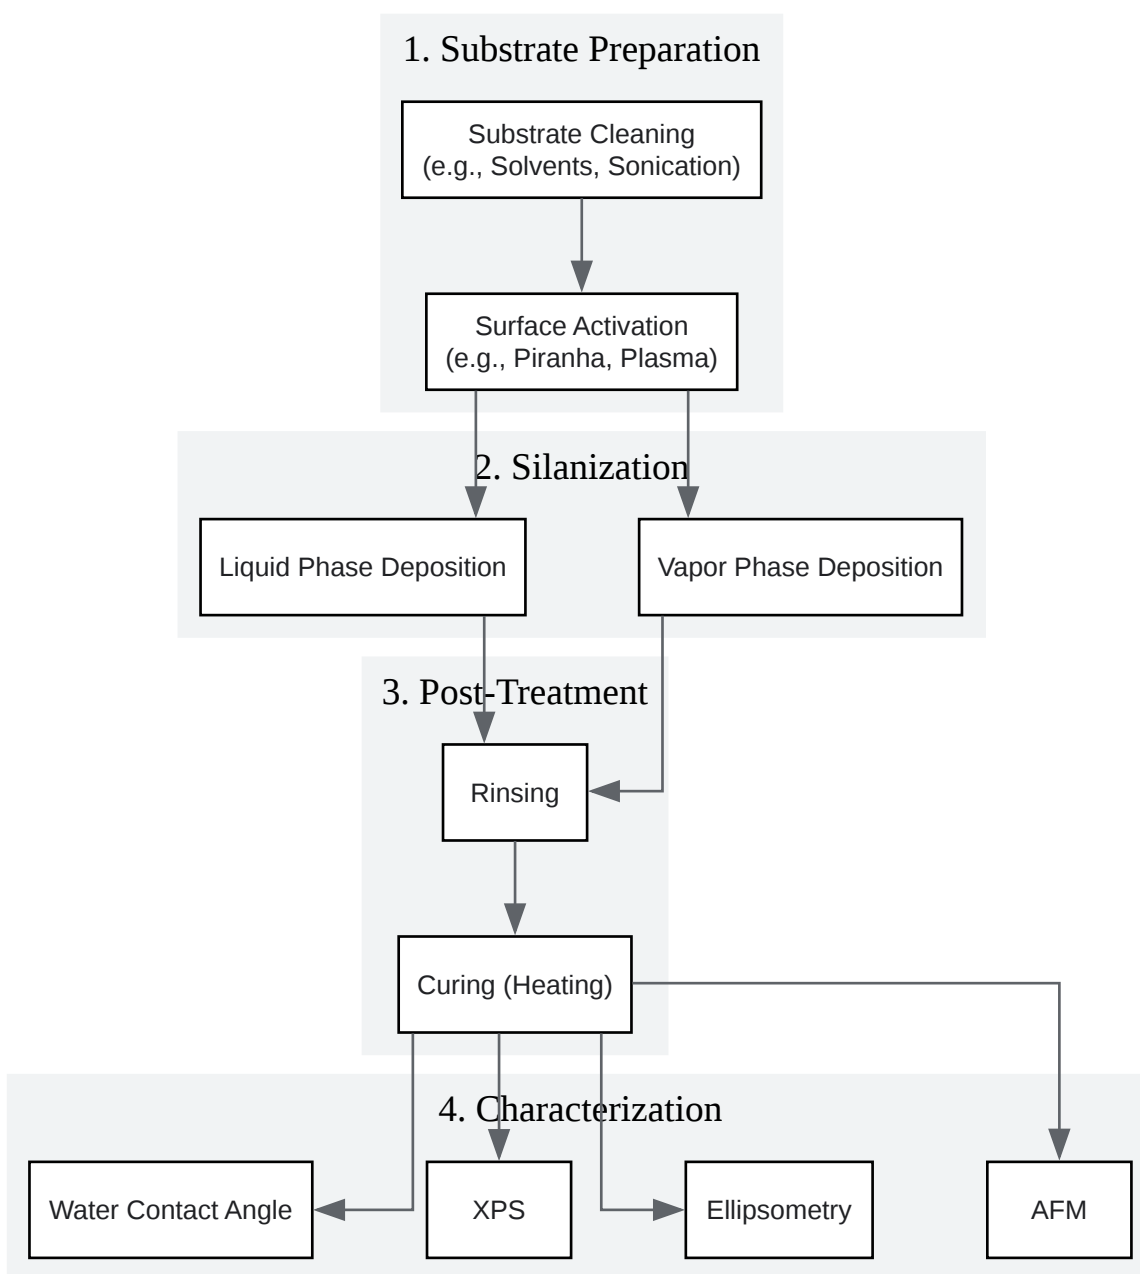 1. Substrate Preparation
Substrate Cleaning
(e.g., Solvents, Sonication)
Surface Activation
(e.g., Piranha, Plasma)
2. Silanization
Liquid Phase Deposition
Vapor Phase Deposition
3. Post-Treatment
Rinsing
Curing (Heating)
4. Characterization
Water Contact Angle
XPS
Ellipsometry
AFM